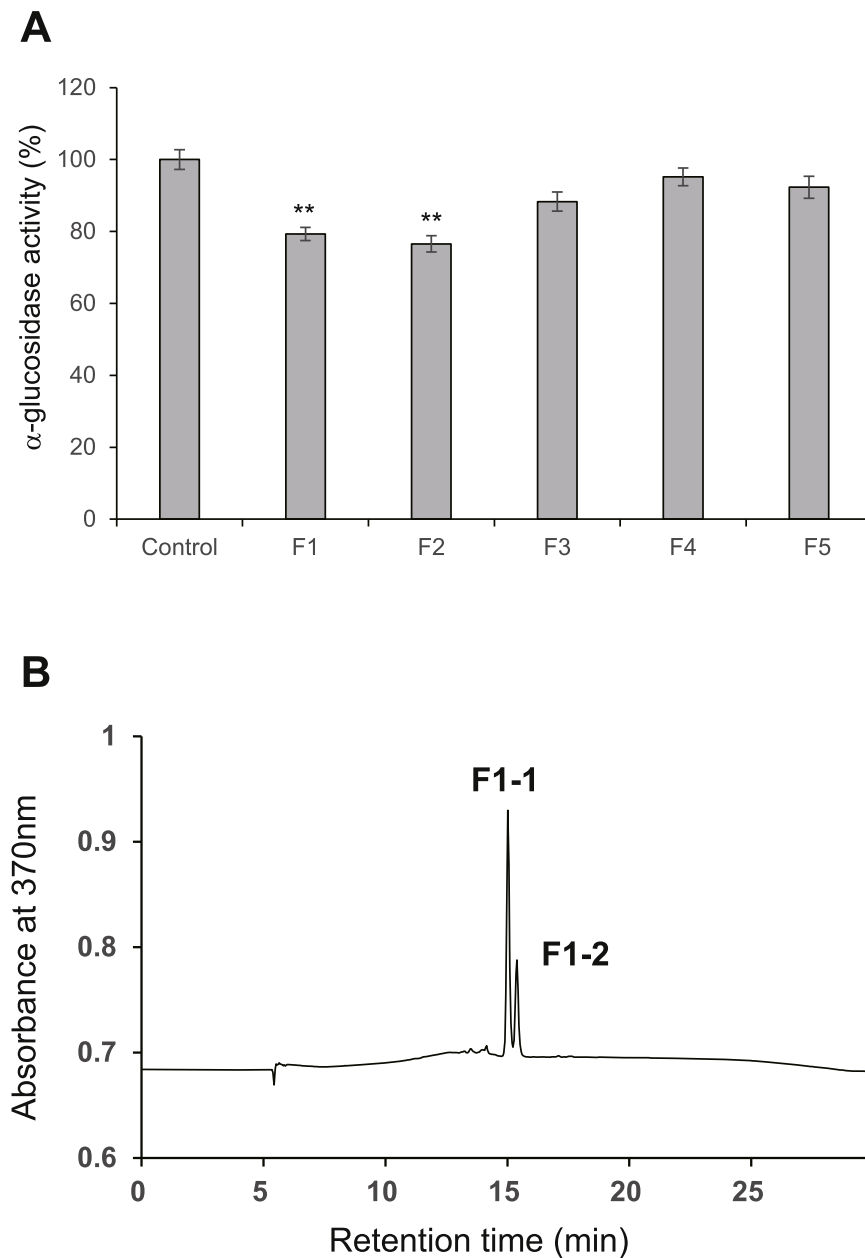 A
α-glucosidase activity (%)
120
100
80
60
40
20
0
**
**
Control F1 F2 F3 F4 F5
B
Absorbance at 370nm
1
0.9
0.8
0.7
0.6
F1-1
F1-2
0 5 10 15 20 25
Retention time (min)